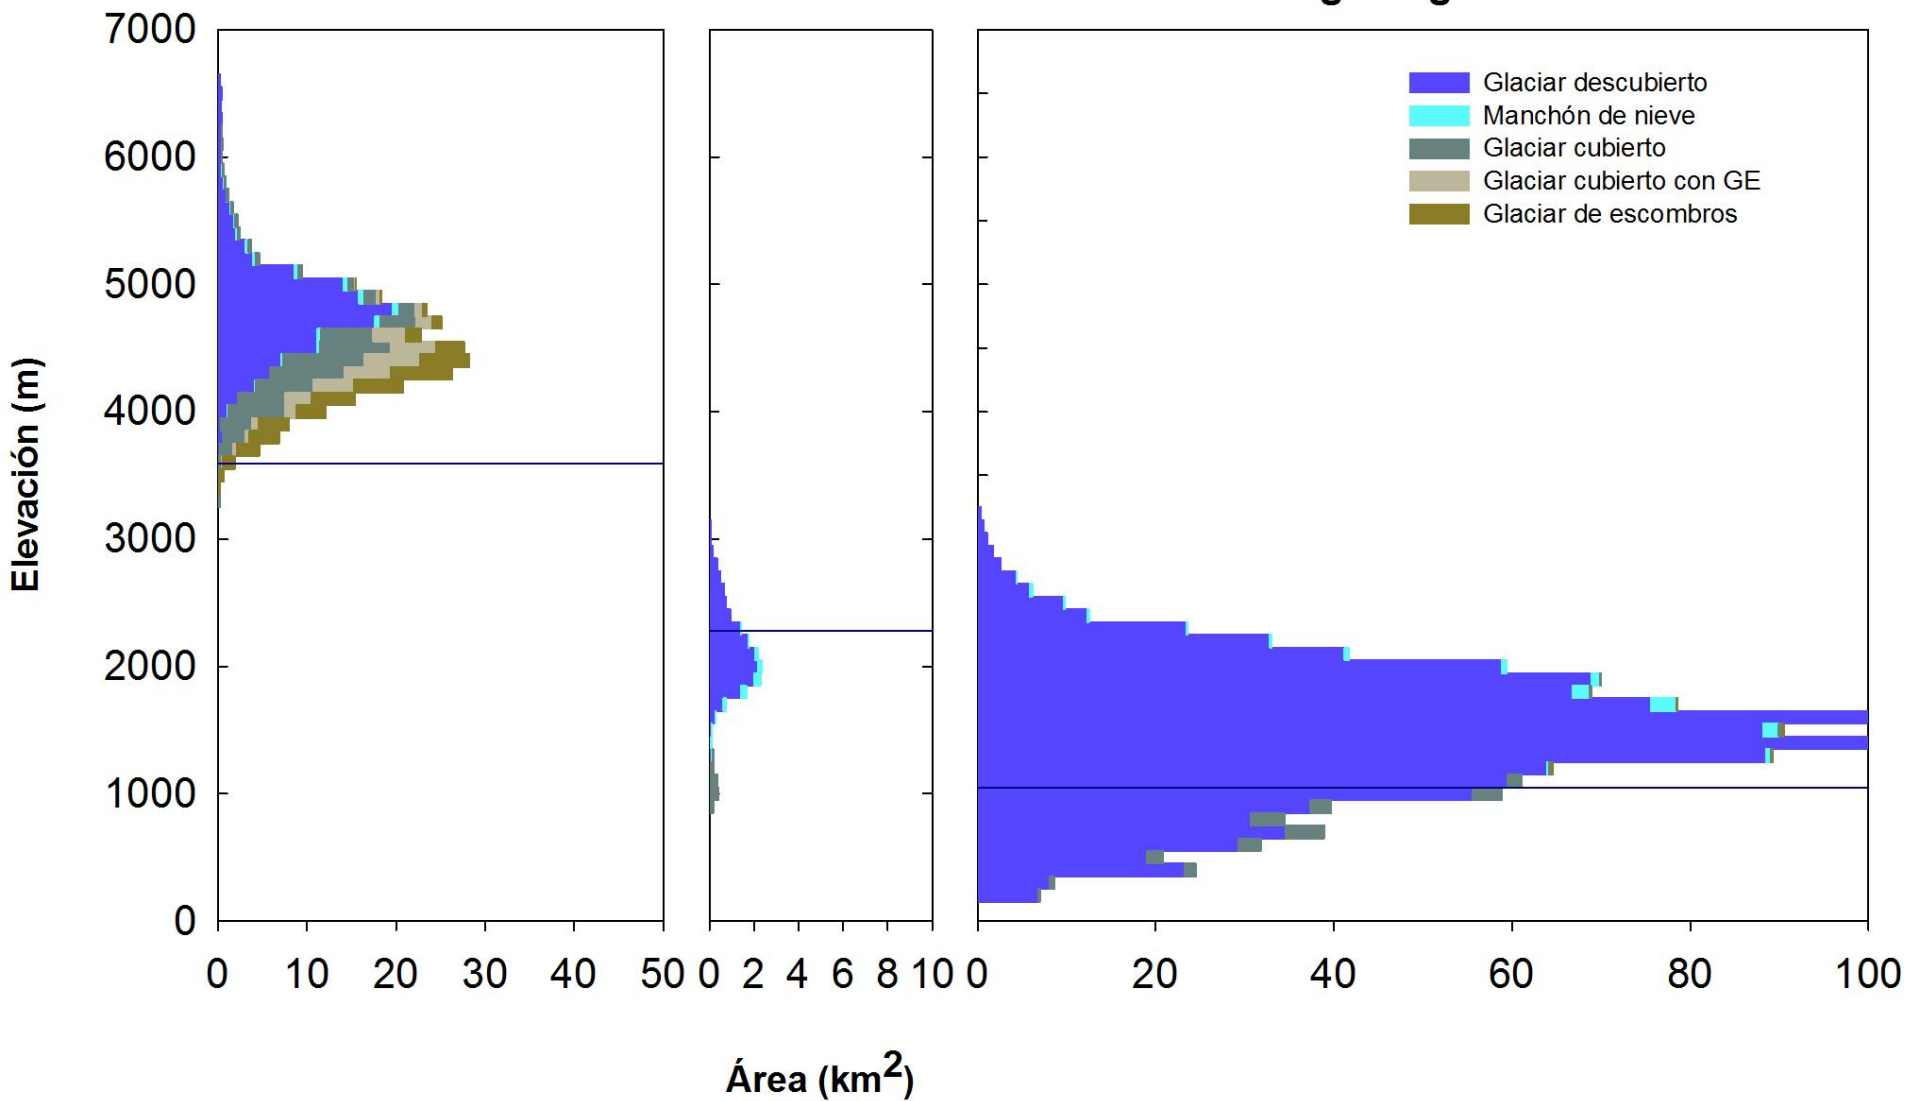 7000
6000
5000
4000
3000
2000
1000
0
Elevación (m)
Glaciar descubierto
Manchón de nieve
Glaciar cubierto
Glaciar cubierto con GE
Glaciar de escombros
0 10 20 30 40 50 0 2 4 6 8 10 0 20 40 60 80 100
Área (km²)